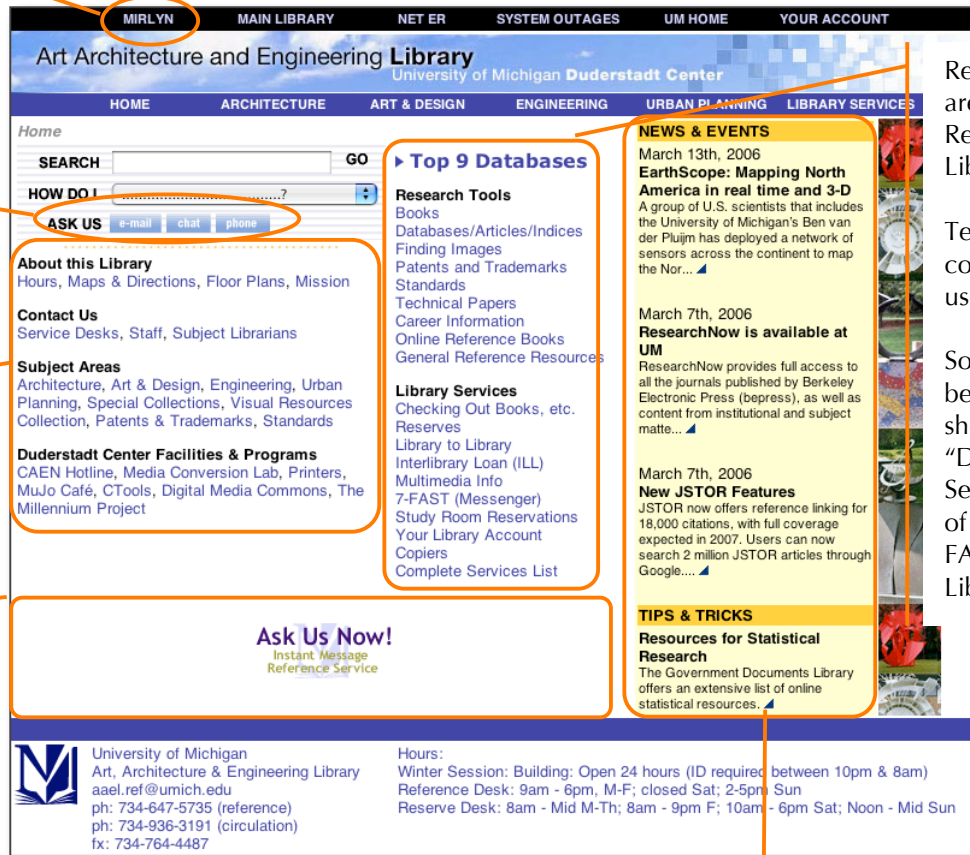 MIRLYN MAIN LIBRARY NET ER SYSTEM OUTAGES UM HOME YOUR ACCOUNT
Art Architecture and Engineering Library
University of Michigan Duderstadt Center
HOME ARCHITECTURE ART & DESIGN ENGINEERING URBAN PLANNING LIBRARY SERVICES
Home
SEARCH GO
HOW DO I ..........................................?
ASK US e-mail chat phone
About this Library
Hours, Maps & Directions, Floor Plans, Mission
Contact Us
Service Desks, Staff, Subject Librarians
Subject Areas
Architecture, Art & Design, Engineering, Urban
Planning, Special Collections, Visual Resources
Collection, Patents & Trademarks, Standards
Duderstadt Center Facilities & Programs
CAEN Hotline, Media Conversion Lab, Printers,
MuJo Café, CTools, Digital Media Commons, The
Millennium Project
Top 9 Databases
Research Tools
Books
Databases/Articles/Indices
Finding Images
Patents and Trademarks
Standards
Technical Papers
Career Information
Online Reference Books
General Reference Resources
Library Services
Checking Out Books, etc.
Reserves
Library to Library
Interlibrary Loan (ILL)
Multimedia Info
7-FAST (Messenger)
Study Room Reservations
Your Library Account
Copiers
Complete Services List
NEWS & EVENTS
March 13th, 2006
EarthScope: Mapping North
America in real time and 3-D
A group of U.S. scientists that includes
the University of Michigan's Ben van
der Pluijm has deployed a network of
sensors across the continent to map
the Nor...
March 7th, 2006
ResearchNow is available at
UM
ResearchNow provides full access to
all the journals published by Berkeley
Electronic Press (bepress), as well as
content from institutional and subject
matte...
March 7th, 2006
New JSTOR Features
JSTOR now offers reference linking for
18,000 citations, with full coverage
expected in 2007. Users can now
search 2 million JSTOR articles through
Google....
TIPS & TRICKS
Resources for Statistical
Research
The Government Documents Library
offers an extensive list of online
statistical resources.
Ask Us Now!
Instant Message
Reference Service
University of Michigan
Art, Architecture & Engineering Library
aael.ref@umich.edu
ph: 734-647-5735 (reference)
ph: 734-936-3191 (circulation)
fx: 734-764-4487
Hours:
Winter Session: Building: Open 24 hours (ID required between 10pm & 8am)
Reference Desk: 9am - 6pm, M-F; closed Sat; 2-5pm Sun
Reserve Desk: 8am - Mid M-Th; 8am - 9pm F; 10am - 6pm Sat; Noon - Mid Sun
Re
Re
Te
co
us
So
be
sh
"D
Se
of
FA